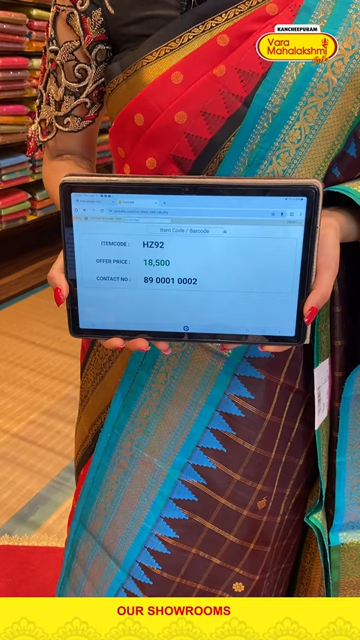 KANCHEEPURAM
Vara
Mahalakshmi
Item Code / Barcode
ITEMCODE : HZ92
OFFER PRICE : 18,500
CONTACT NO : 89 0001 0002
OUR SHOWROOMS